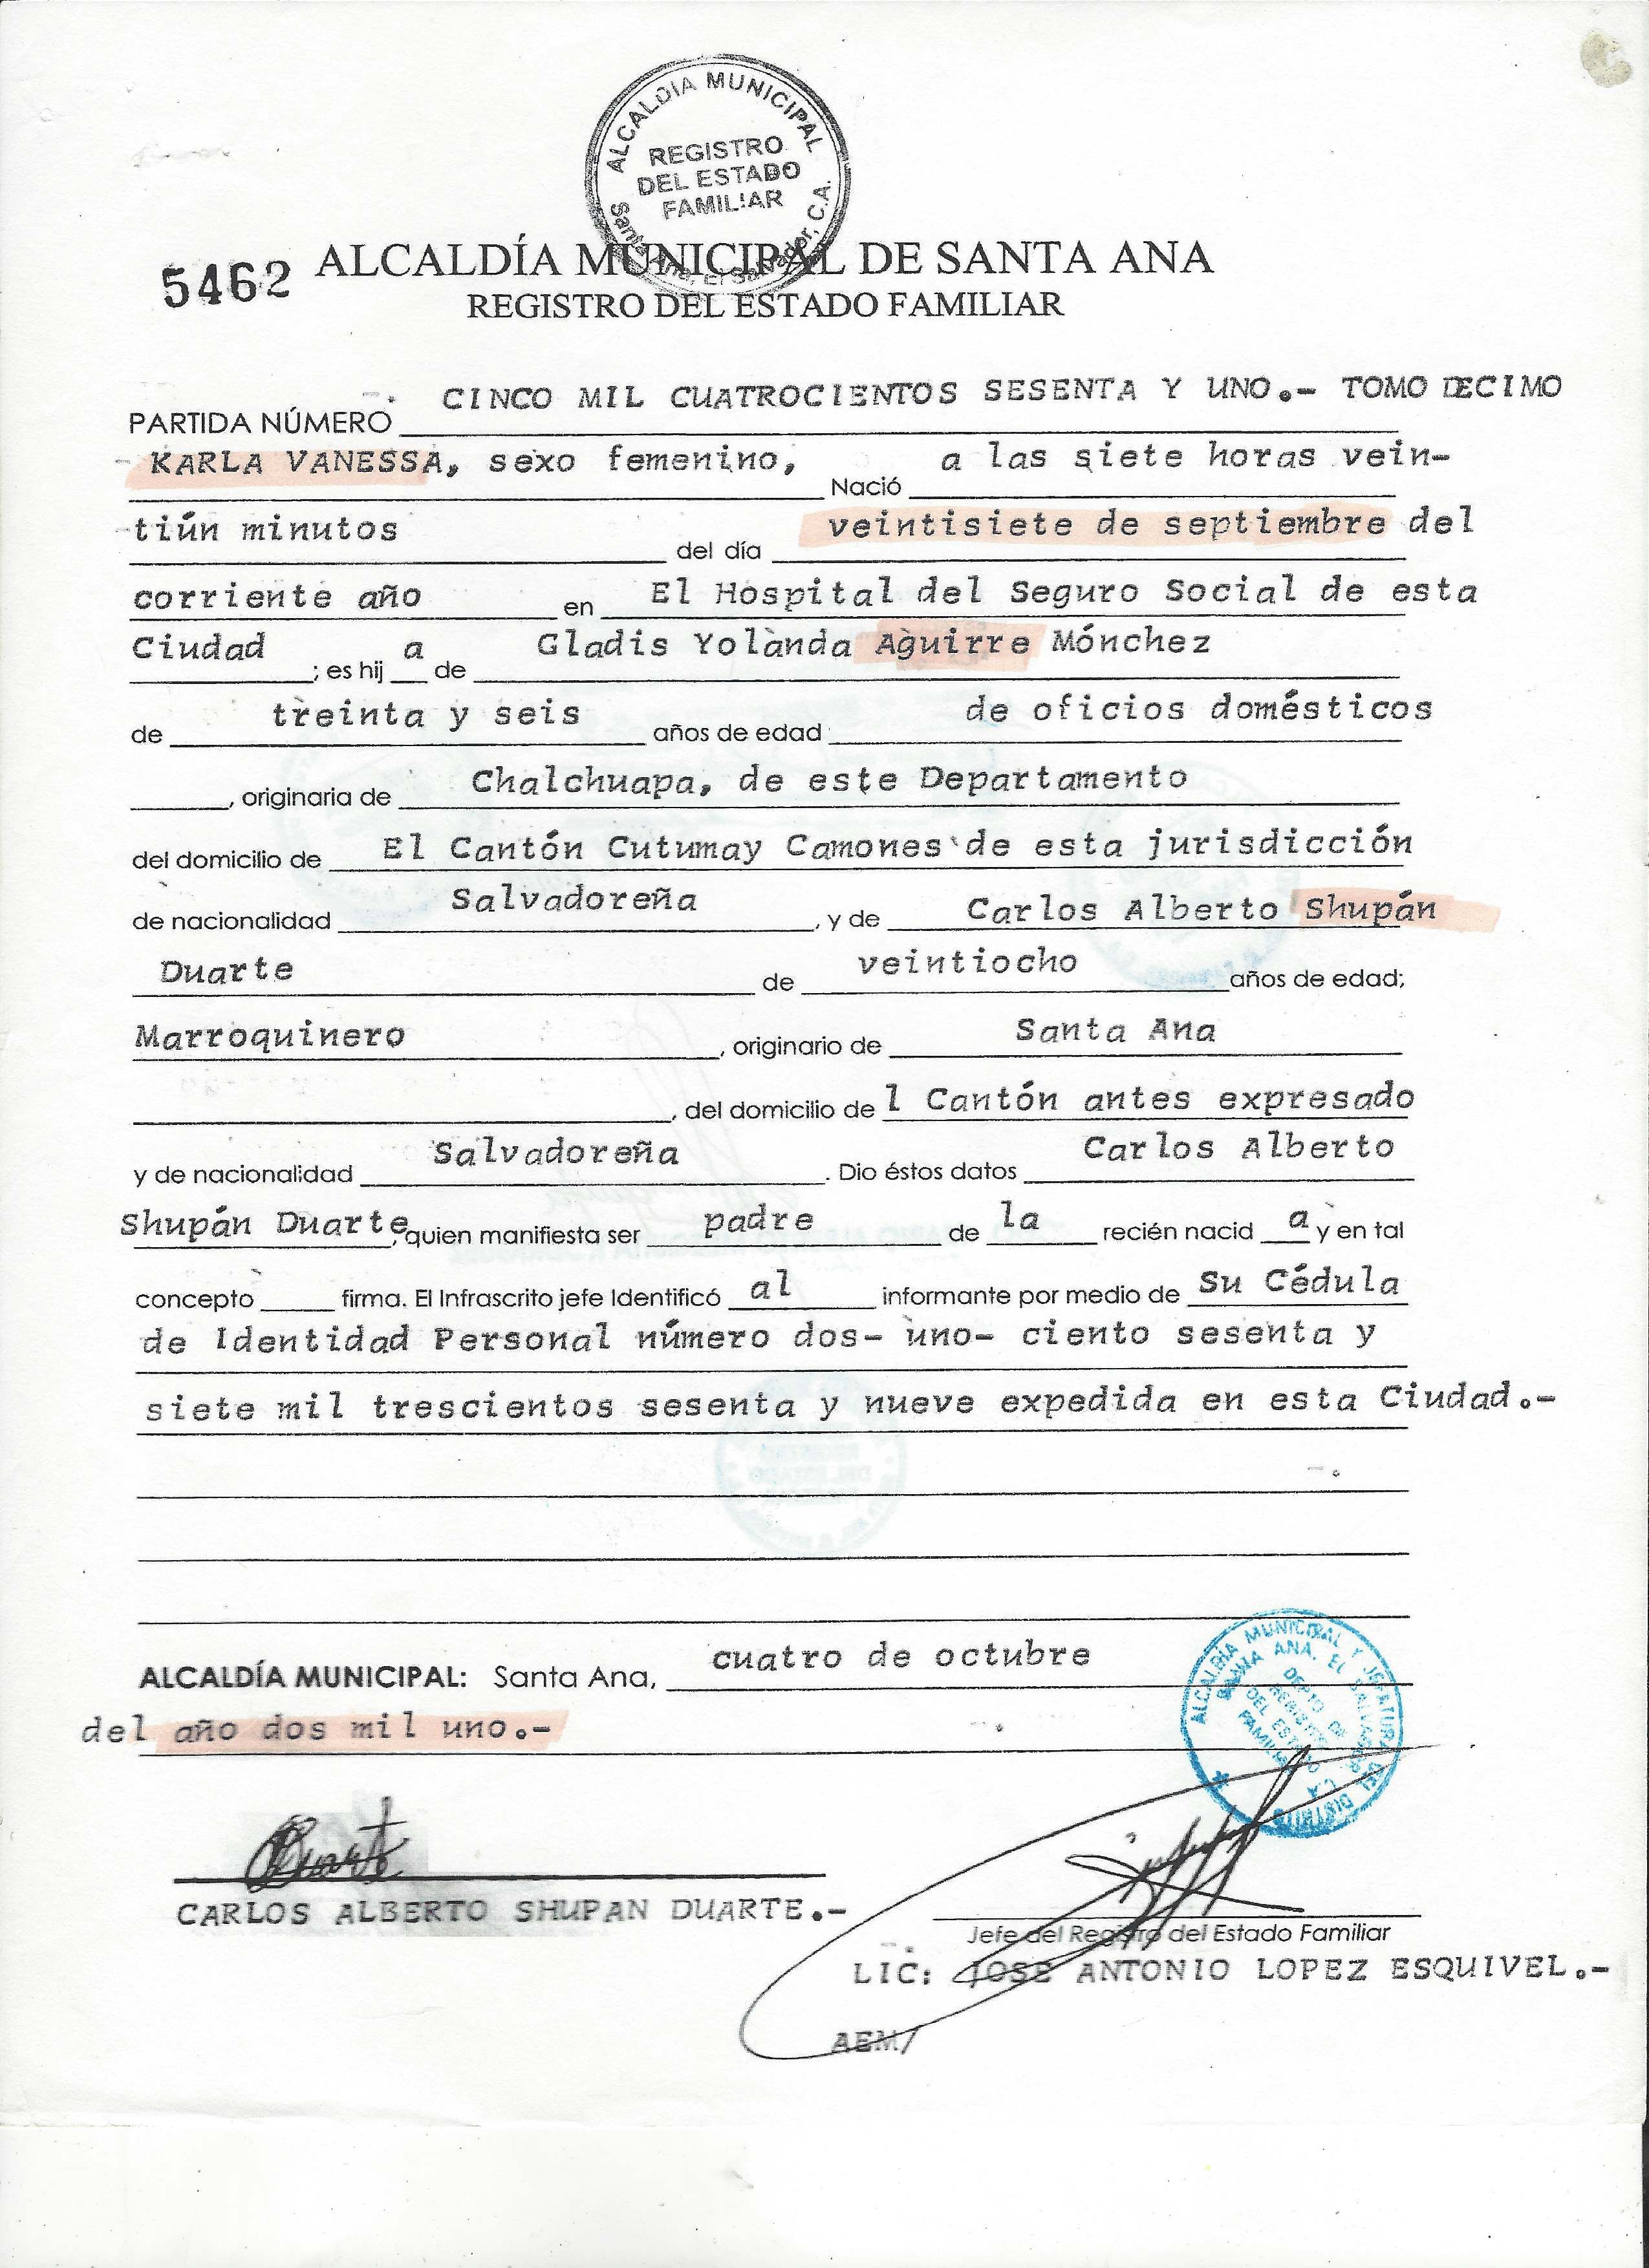 ALCALDIA MUNICIPAL
REGISTRO
DEL ESTADO
FAMILIAR
Santa Ana, El Salvador, C.A.
5462 ALCALDÍA MUNICIPAL DE SANTA ANA
REGISTRO DEL ESTADO FAMILIAR
PARTIDA NÚMERO CINCO MIL CUATROCIENTOS SESENTA Y UNO.- TOMO DECIMO
- KARLA VANESSA, sexo femenino, Nació a las siete horas vein-
-tiún minutos del día veintisiete de septiembre del
corriente año en El Hospital del Seguro Social de esta
Ciudad ; es hij a de Gladis Yolanda Aguirre Mónchez
de treinta y seis años de edad de oficios domésticos
, originaria de Chalchuapa, de este Departamento
del domicilio de El Cantón Cutumay Camones de esta jurisdicción
de nacionalidad Salvadoreña , y de Carlos Alberto Shupán
Duarte de veintiocho años de edad;
Marroquinero , originario de Santa Ana
, del domicilio de l Cantón antes expresado
y de nacionalidad Salvadoreña . Dio éstos datos Carlos Alberto
Shupán Duarte, quien manifiesta ser padre de la recién nacid a y en tal
concepto firma. El Infrascrito jefe Identificó al informante por medio de Su Cédula
de Identidad Personal número dos- uno- ciento sesenta y
siete mil trescientos sesenta y nueve expedida en esta Ciudad.-
ALCALDÍA MUNICIPAL: Santa Ana, cuatro de octubre
del año dos mil uno.-
ALCALDIA MUNICIPAL Y JEFATURA DEL DISTRITO
SANTA ANA. EL SALVADOR C.A
DEPTO DE
REGISTRO
DEL ESTADO
FAMILIAR
Duarte
CARLOS ALBERTO SHUPAN DUARTE.-
Jefe del Registro del Estado Familiar
LIC: JOSE ANTONIO LOPEZ ESQUIVEL.-
AEM/